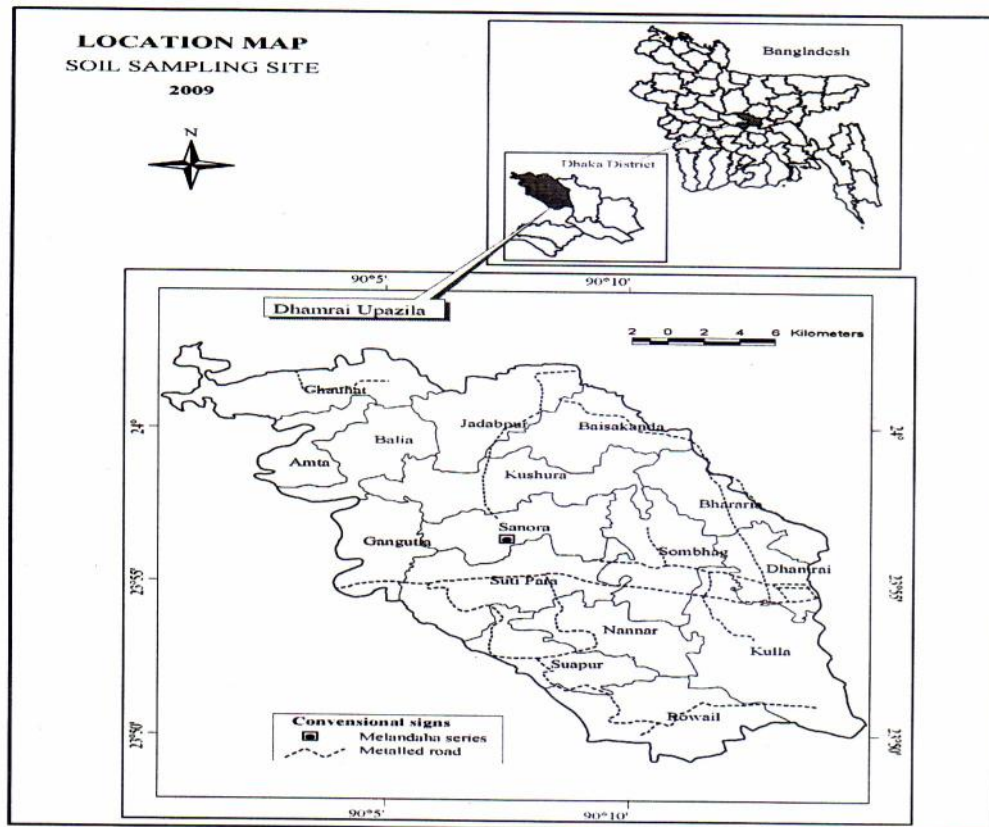 LOCATION MAP
SOIL SAMPLING SITE
2009
N
Bangladesh
Dhaka District
90°5'
90°10'
Dhamrai Upazila
2 0 2 4 6 Kilometers
Jadabpur
Baisakanda
24°
24°
Balia
Amta
Kushura
Bhararia
Sanora
Gangutia
Sombhag
Dhamrai
Suti Para
23°55'
23°55'
Nannar
Kulla
Suapur
Rowail
23°50'
23°50'
Convensional signs
Melandaha series
Metalled road
90°5'
90°10'